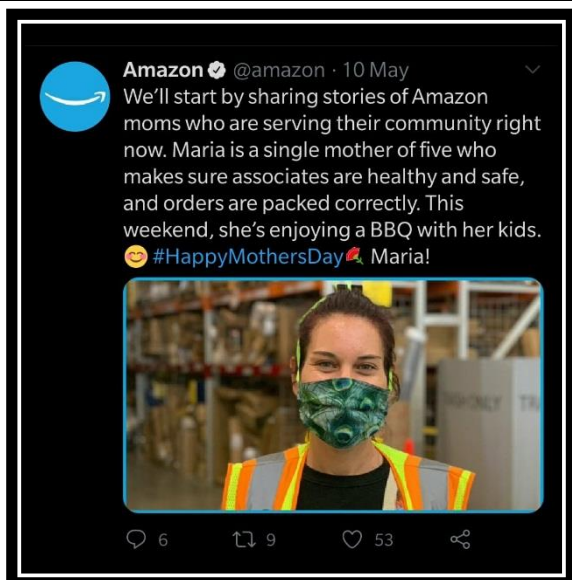 Amazon @amazon · 10 May
We'll start by sharing stories of Amazon
moms who are serving their community right
now. Maria is a single mother of five who
makes sure associates are healthy and safe,
and orders are packed correctly. This
weekend, she's enjoying a BBQ with her kids.
😊 #HappyMothersDay🌹 Maria!
6 9 53